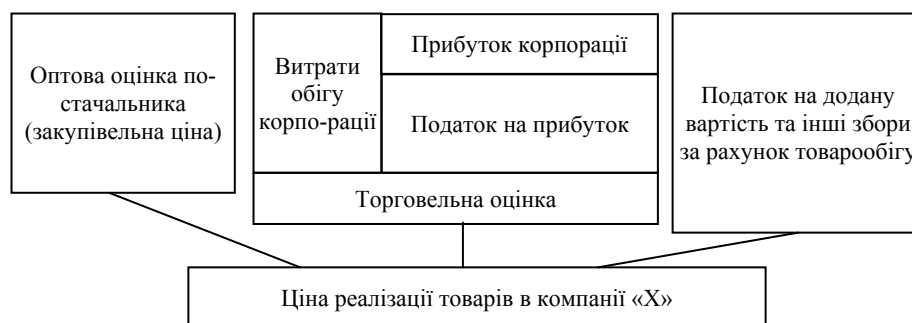 Оптова оцінка по-
стачальника
(закупівельна ціна)
Витрати
обігу
корпо-рації
Прибуток корпорації
Податок на прибуток
Торговельна оцінка
Податок на додану
вартість та інші збори
за рахунок товарообігу
Ціна реалізації товарів в компанії «Х»